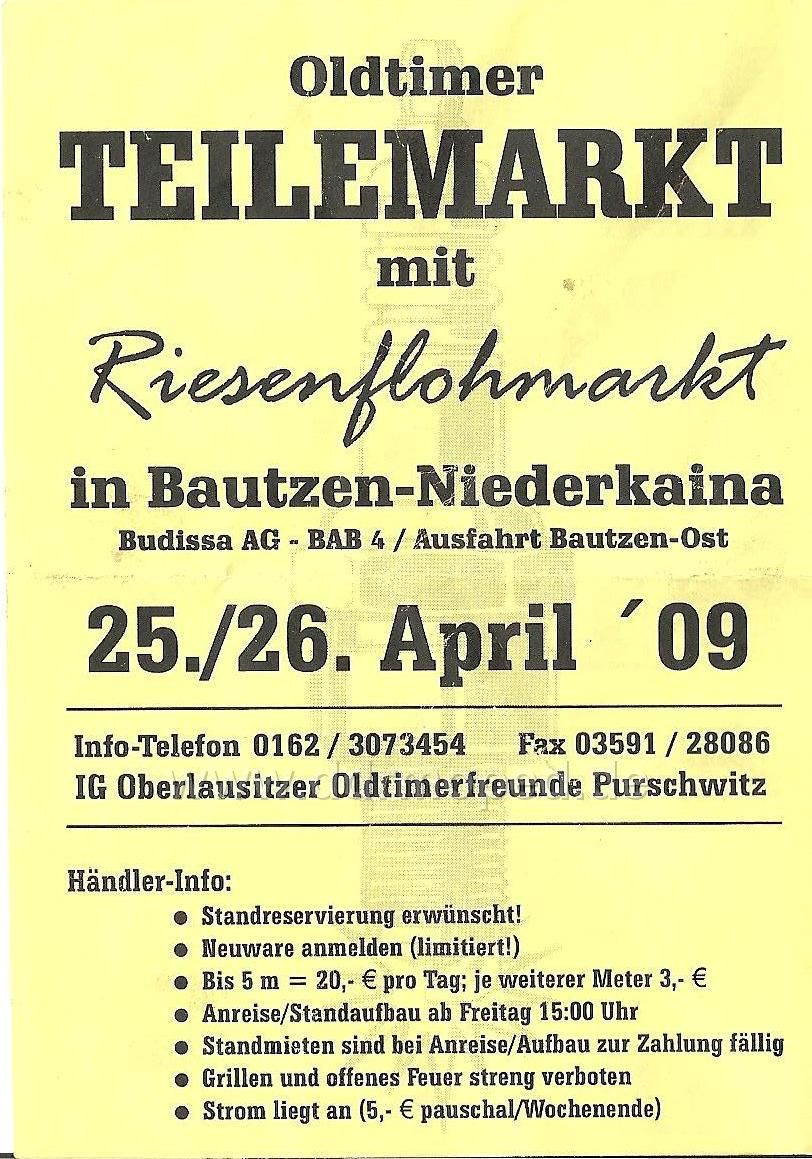 Oldtimer
TEILEMARKT
mit
Riesenflohmarkt
in Bautzen-Niederkaina
Budissa AG - BAB 4 / Ausfahrt Bautzen-Ost
25./26. April ´09
Info-Telefon 0162 / 3073454 Fax 03591 / 28086
IG Oberlausitzer Oldtimerfreunde Purschwitz
www.ddrmoped.de
Händler-Info:
● Standreservierung erwünscht!
● Neuware anmelden (limitiert!)
● Bis 5 m = 20,- € pro Tag; je weiterer Meter 3,- €
● Anreise/Standaufbau ab Freitag 15:00 Uhr
● Standmieten sind bei Anreise/Aufbau zur Zahlung fällig
● Grillen und offenes Feuer streng verboten
● Strom liegt an (5,- € pauschal/Wochenende)